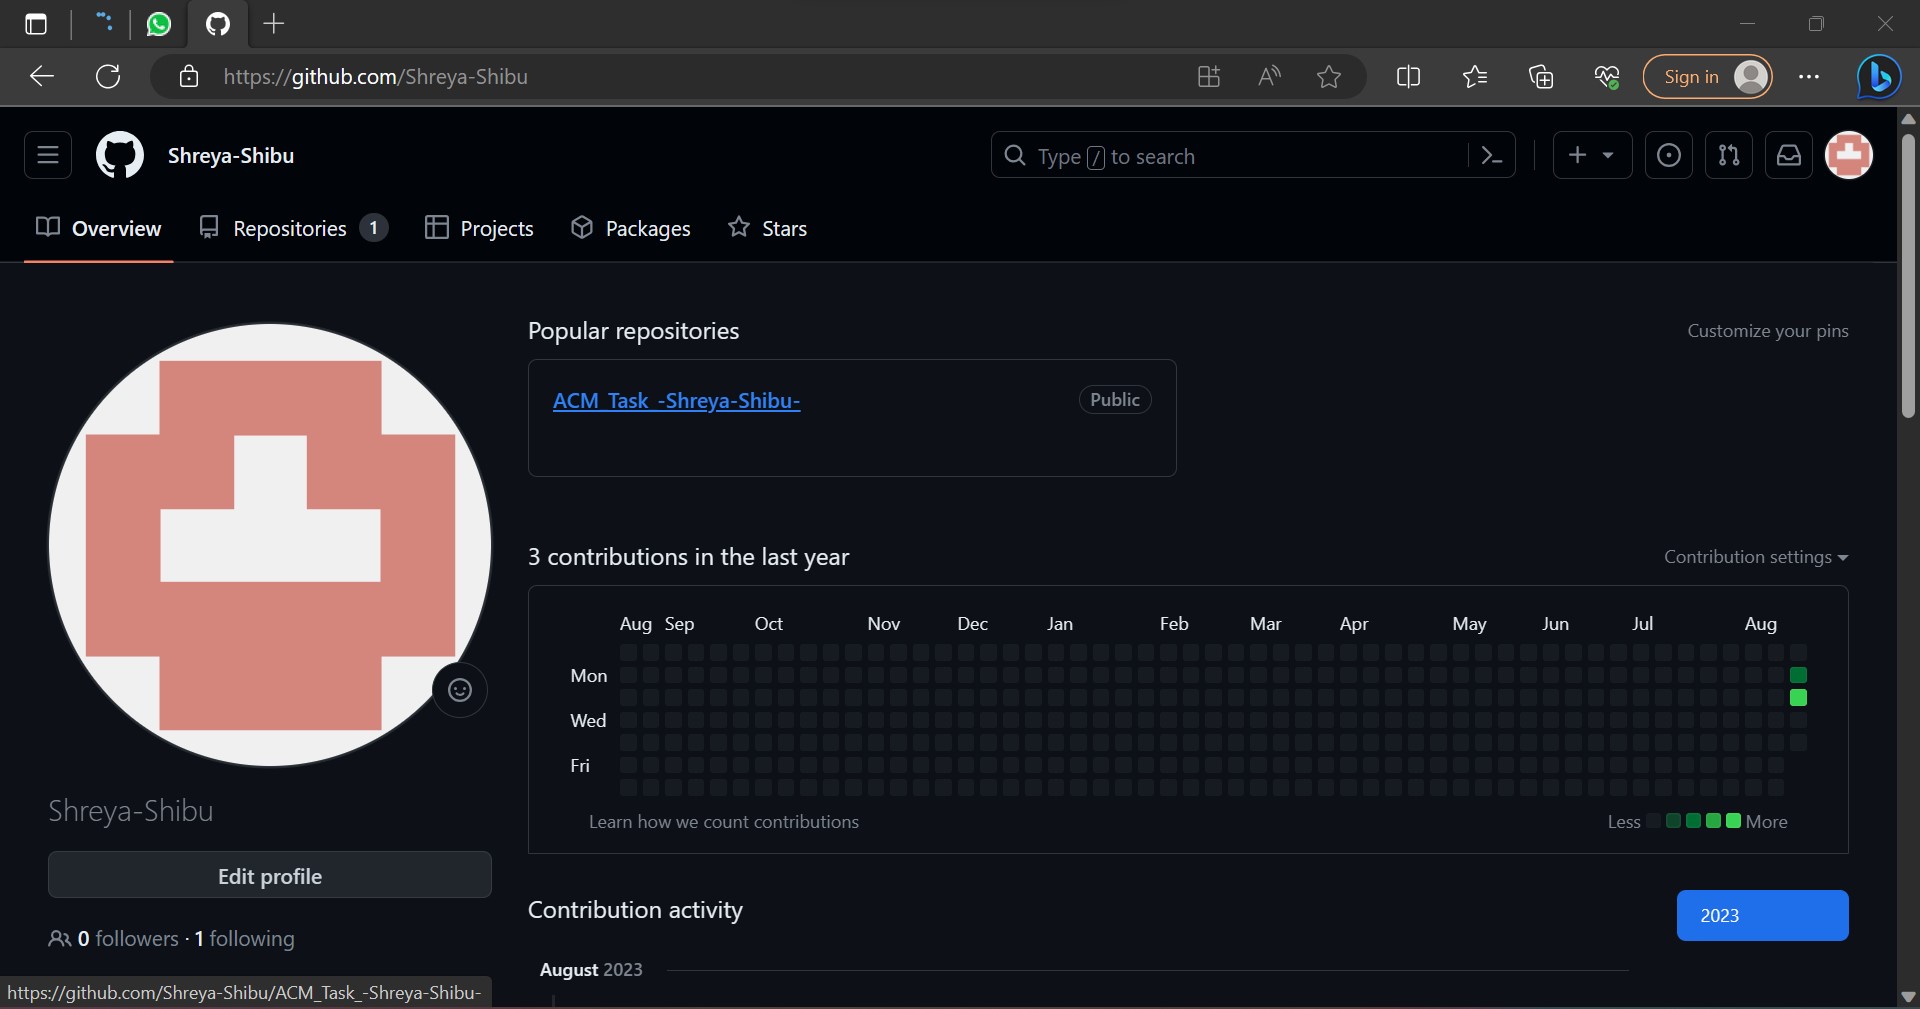 https://github.com/Shreya-Shibu
Sign in
Shreya-Shibu
Type / to search
Overview
Repositories 1
Projects
Packages
Stars
Popular repositories
Customize your pins
ACM_Task_-Shreya-Shibu-
Public
3 contributions in the last year
Contribution settings
Aug Sep Oct Nov Dec Jan Feb Mar Apr May Jun Jul Aug
Mon
Wed
Fri
Learn how we count contributions
Less More
Shreya-Shibu
Edit profile
0 followers · 1 following
Contribution activity
2023
August 2023
https://github.com/Shreya-Shibu/ACM_Task_-Shreya-Shibu-